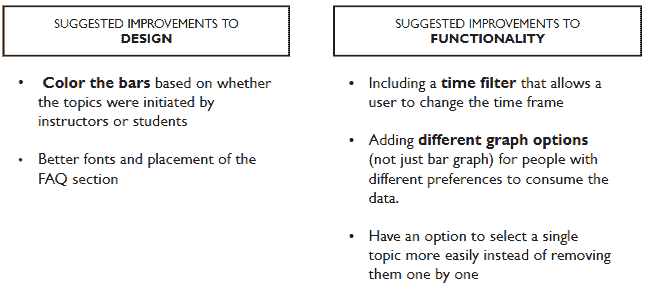 SUGGESTED IMPROVEMENTS TO
DESIGN
• Color the bars based on whether
the topics were initiated by
instructors or students
• Better fonts and placement of the
FAQ section
SUGGESTED IMPROVEMENTS TO
FUNCTIONALITY
• Including a time filter that allows a
user to change the time frame
• Adding different graph options
(not just bar graph) for people with
different preferences to consume the
data.
• Have an option to select a single
topic more easily instead of removing
them one by one